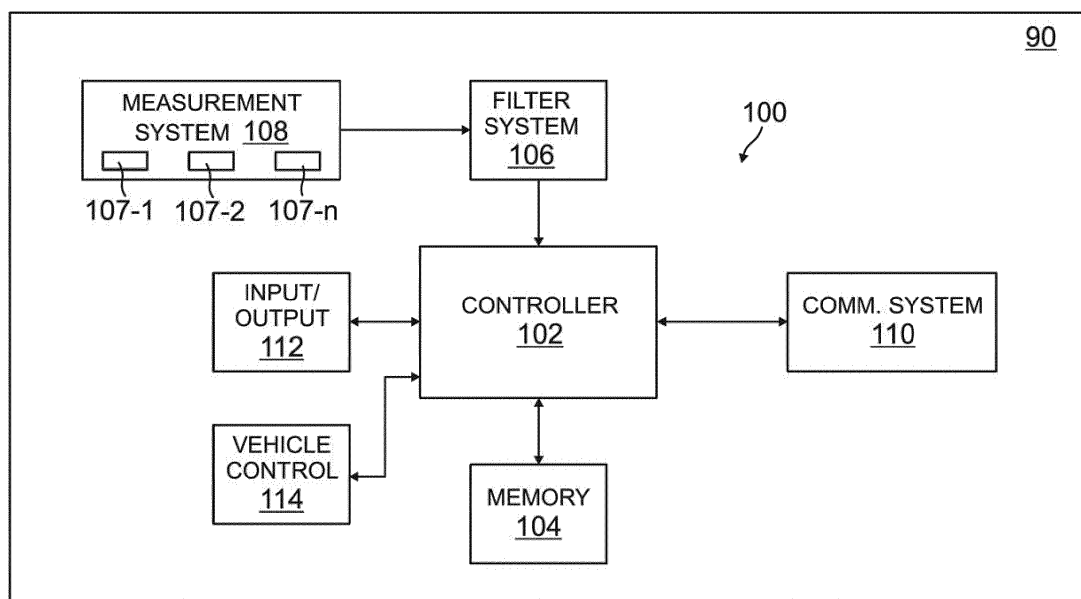 90
MEASUREMENT
SYSTEM 108
107-1 107-2 107-n
FILTER
SYSTEM
106
100
INPUT/
OUTPUT
112
CONTROLLER
102
COMM. SYSTEM
110
VEHICLE
CONTROL
114
MEMORY
104